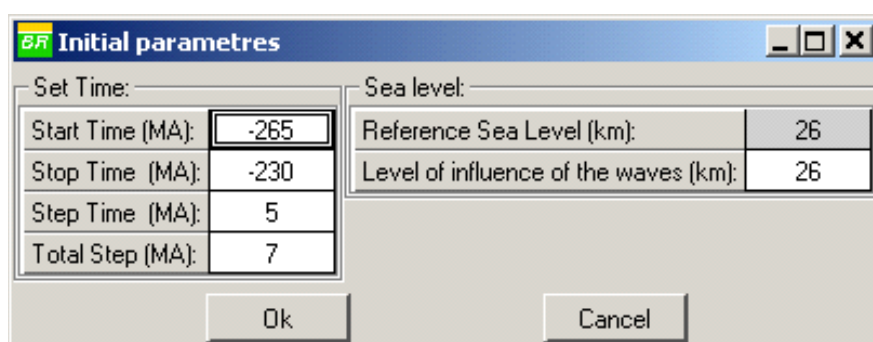 BR Initial parametres
Set Time:
Start Time (MA): -265
Stop Time (MA): -230
Step Time (MA): 5
Total Step (MA): 7
Sea level:
Reference Sea Level (km): 26
Level of influence of the waves (km): 26
Ok
Cancel